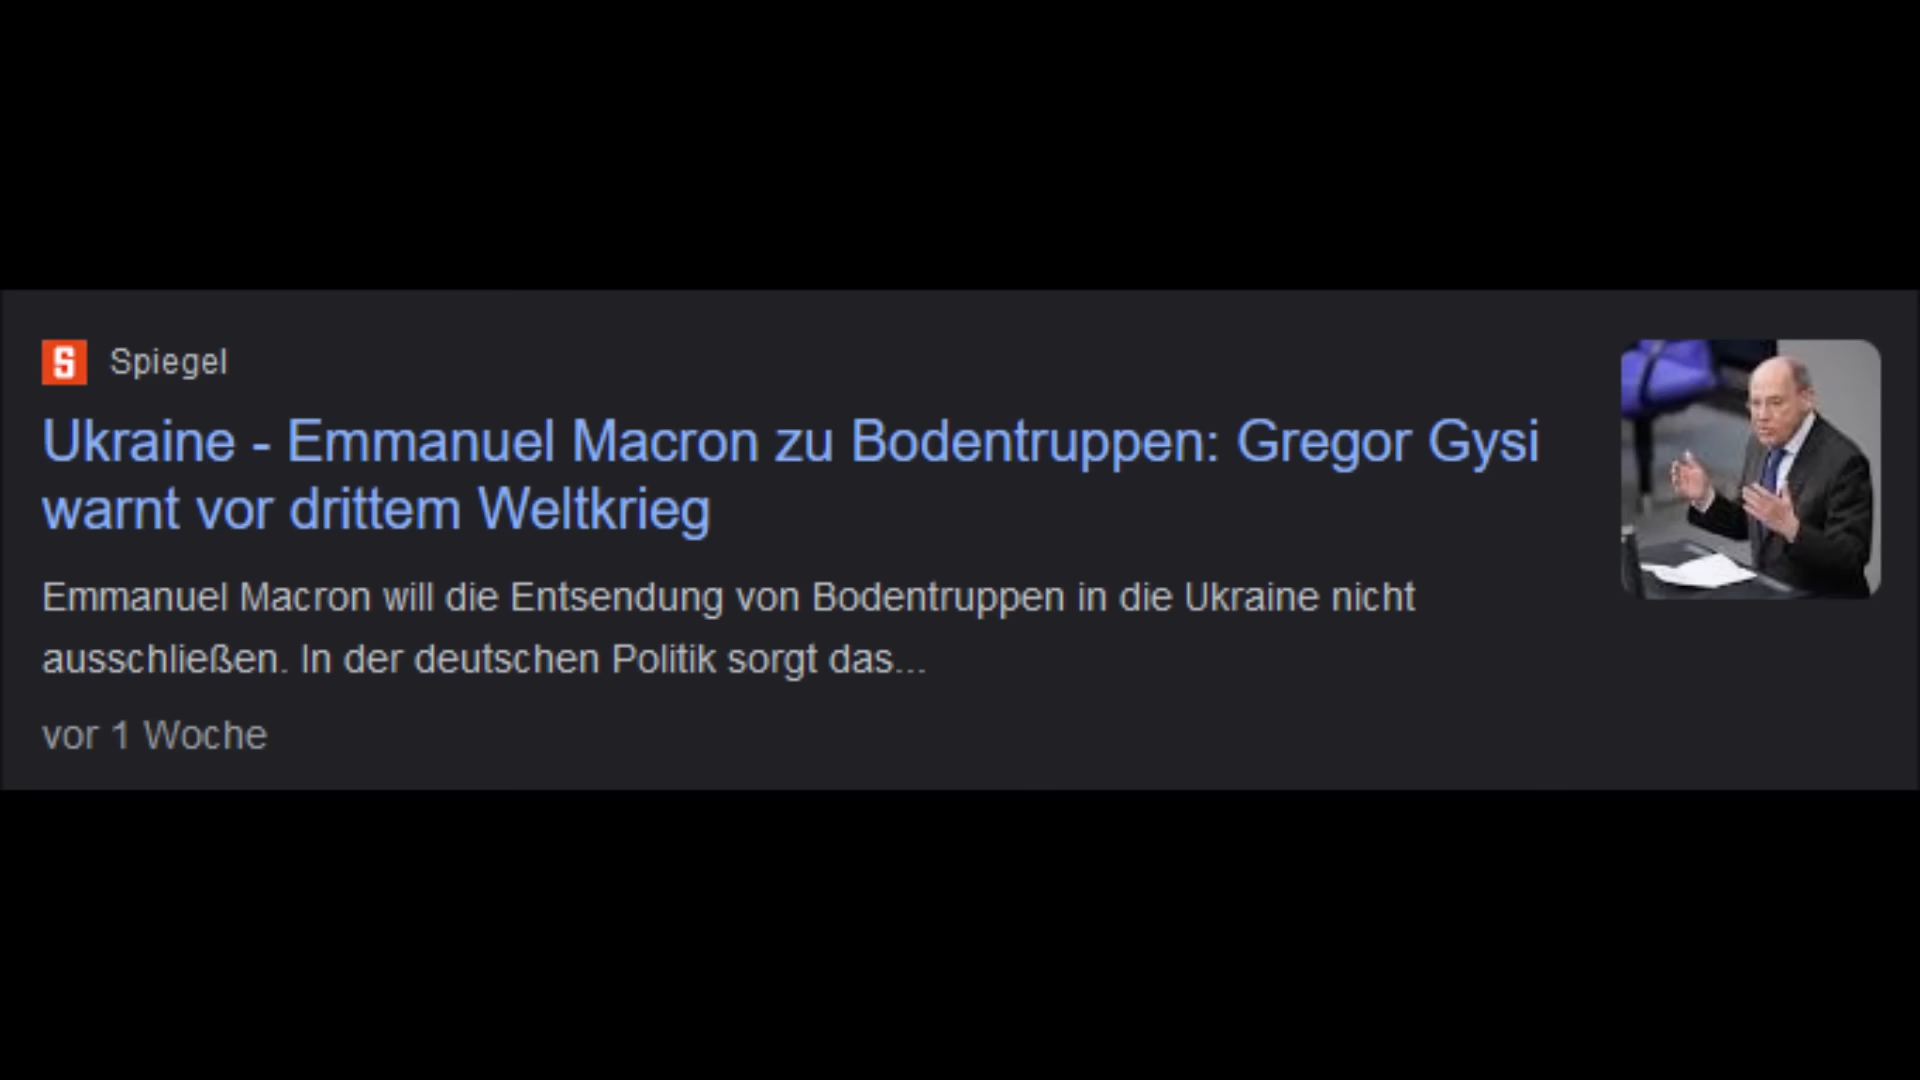 S Spiegel
Ukraine - Emmanuel Macron zu Bodentruppen: Gregor Gysi
warnt vor drittem Weltkrieg
Emmanuel Macron will die Entsendung von Bodentruppen in die Ukraine nicht
ausschließen. In der deutschen Politik sorgt das...
vor 1 Woche